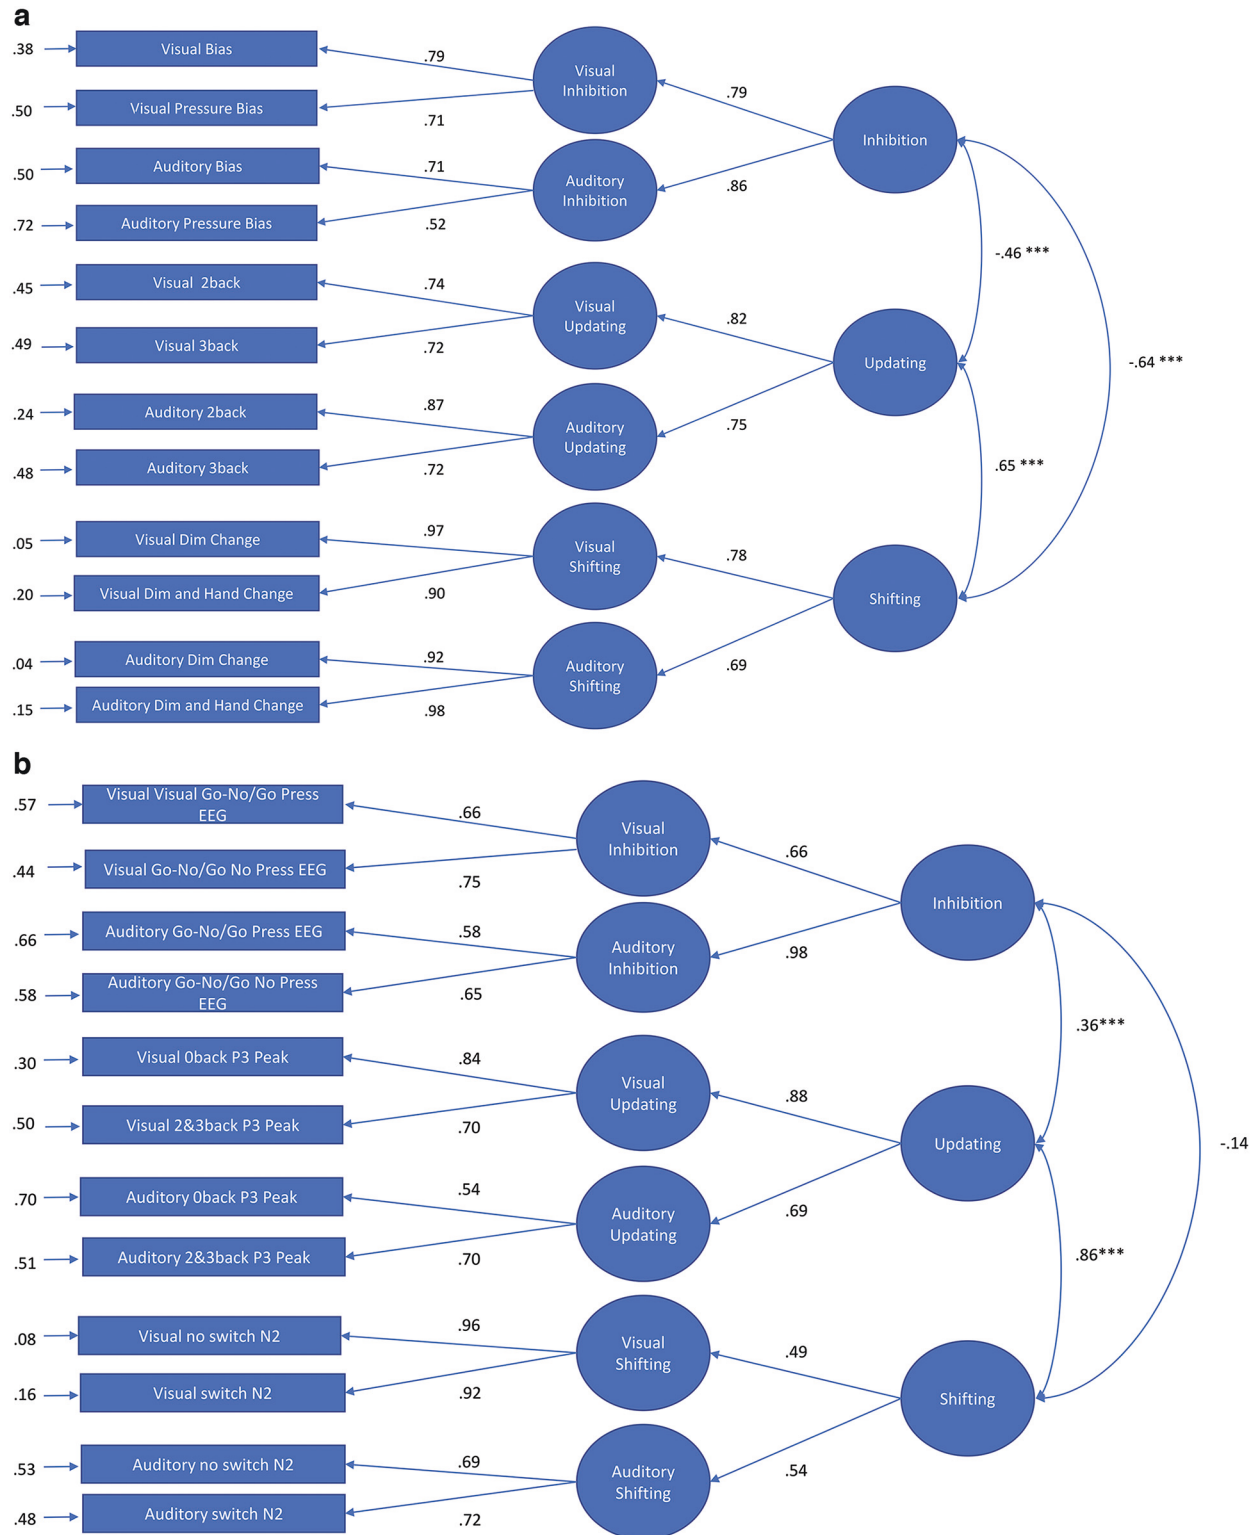 a
.38
Visual Bias
.79
Visual
Inhibition
.50
Visual Pressure Bias
.71
.79
Inhibition
.50
Auditory Bias
.71
Auditory
Inhibition
.86
.72
Auditory Pressure Bias
.52
-.46 ***
.45
Visual 2back
.74
Visual
Updating
.82
.49
Visual 3back
.72
Updating
-.64 ***
.24
Auditory 2back
.87
Auditory
Updating
.75
.48
Auditory 3back
.72
.65 ***
.05
Visual Dim Change
.97
Visual
Shifting
.78
.20
Visual Dim and Hand Change
.90
Shifting
.04
Auditory Dim Change
.92
Auditory
Shifting
.69
.15
Auditory Dim and Hand Change
.98
b
.57
Visual Visual Go-No/Go Press
EEG
.66
Visual
Inhibition
.66
.44
Visual Go-No/Go No Press EEG
.75
Inhibition
.66
Auditory Go-No/Go Press EEG
.58
Auditory
Inhibition
.98
.58
Auditory Go-No/Go No Press
EEG
.65
.36***
.30
Visual 0back P3 Peak
.84
Visual
Updating
.88
.50
Visual 2&3back P3 Peak
.70
Updating
-.14
.70
Auditory 0back P3 Peak
.54
Auditory
Updating
.69
.51
Auditory 2&3back P3 Peak
.70
.86***
.08
Visual no switch N2
.96
Visual
Shifting
.49
.16
Visual switch N2
.92
Shifting
.53
Auditory no switch N2
.69
Auditory
Shifting
.54
.48
Auditory switch N2
.72